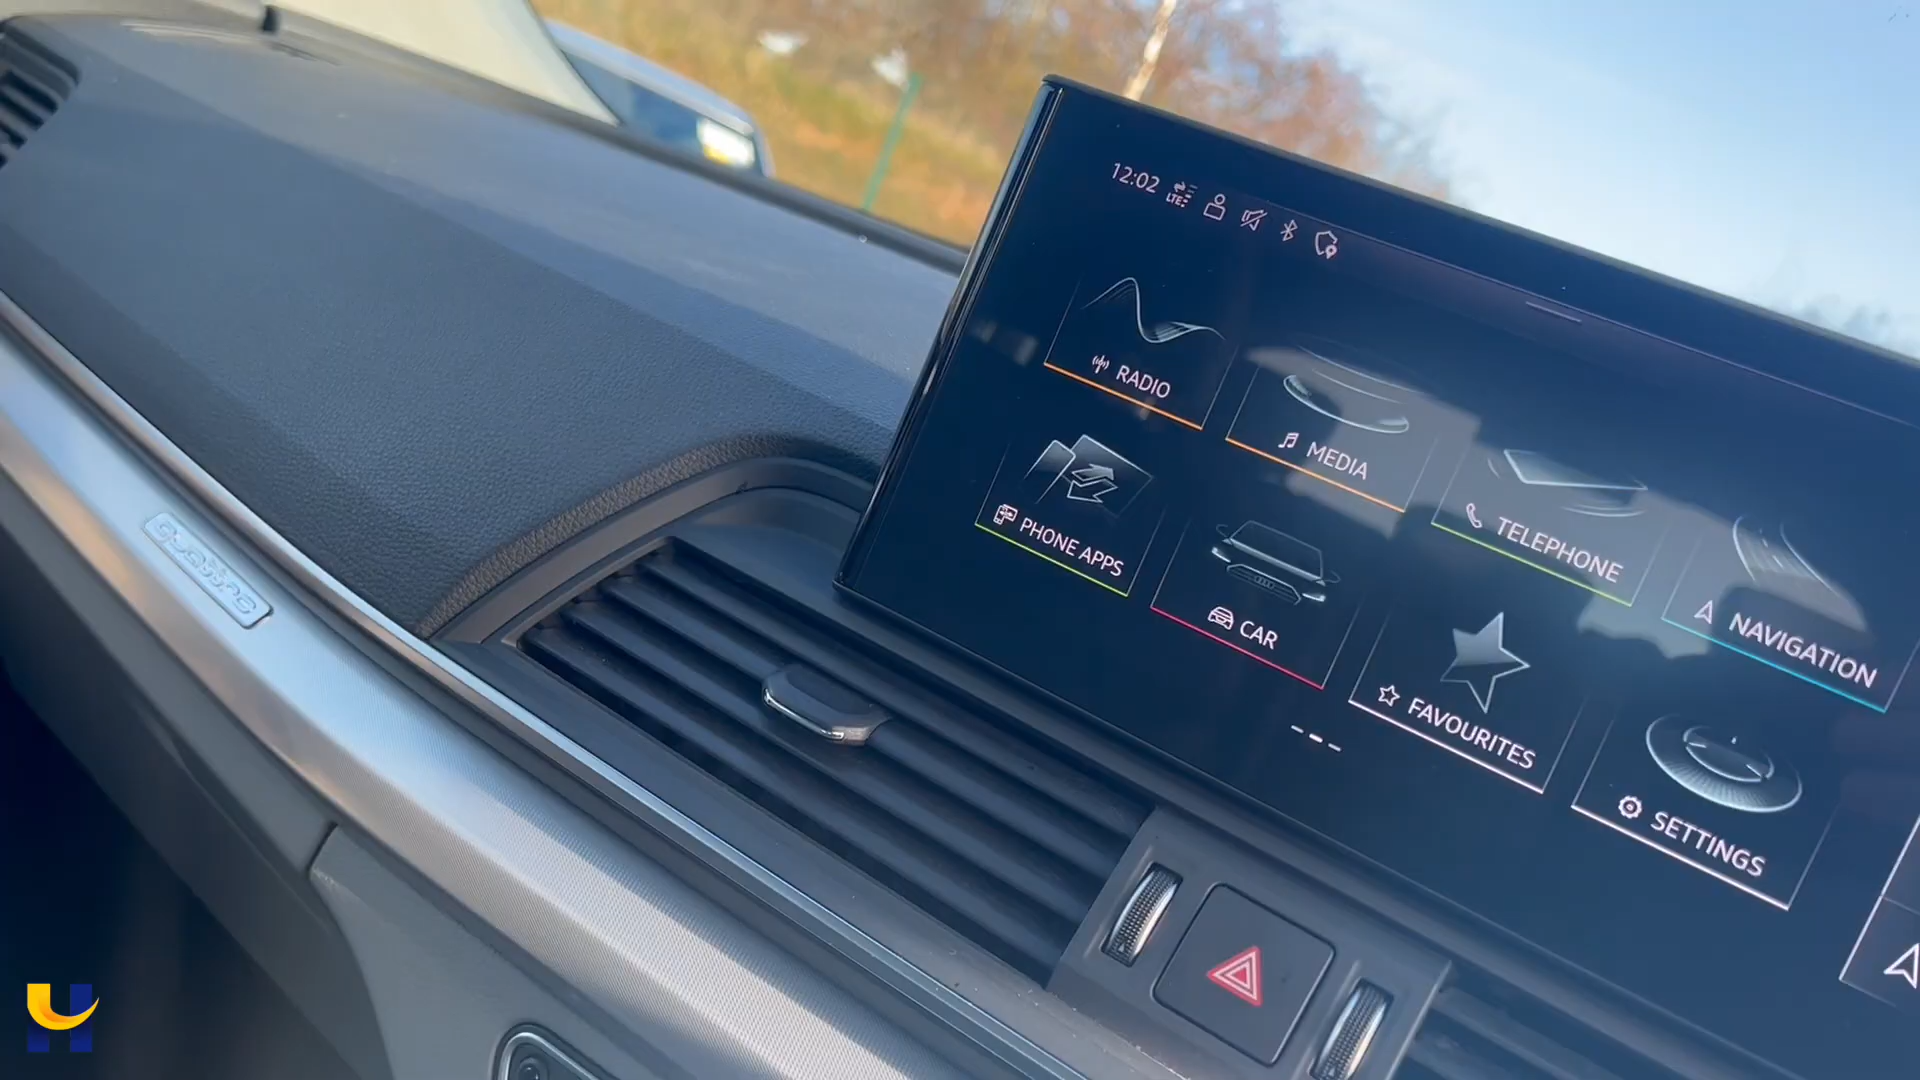 12:02
LTE
RADIO
MEDIA
TELEPHONE
NAVIGATION
PHONE APPS
CAR
FAVOURITES
SETTINGS
quattro